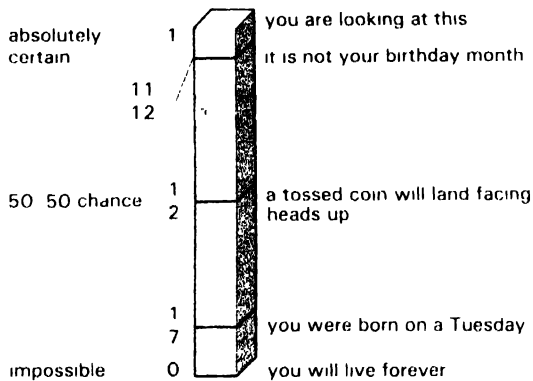 absolutely certain
1
you are looking at this
it is not your birthday month
11
12
50 50 chance
1
2
a tossed coin will land facing
heads up
1
7
you were born on a Tuesday
impossible
0
you will live forever